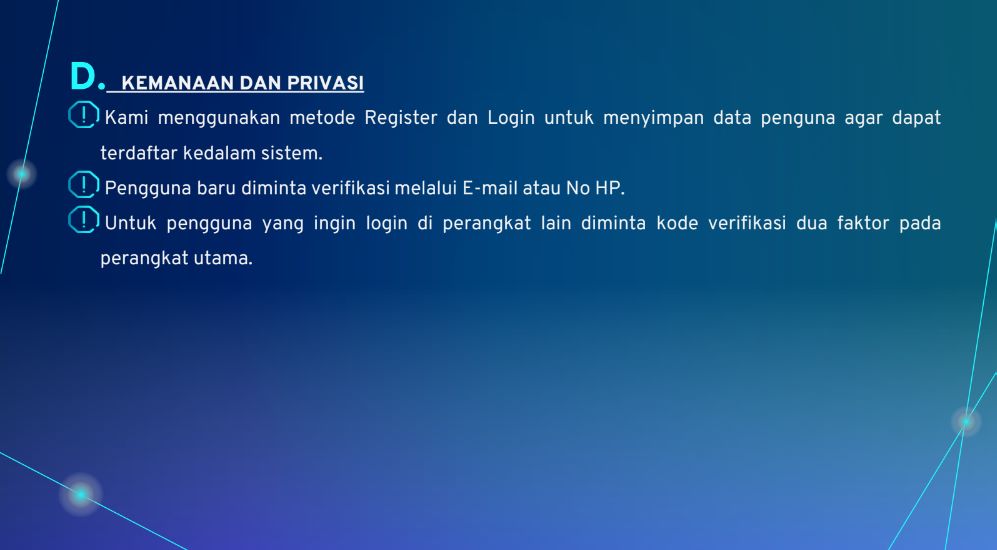 D. KEMANAAN DAN PRIVASI
Kami menggunakan metode Register dan Login untuk menyimpan data penguna agar dapat
terdaftar kedalam sistem.
Pengguna baru diminta verifikasi melalui E-mail atau No HP.
Untuk pengguna yang ingin login di perangkat lain diminta kode verifikasi dua faktor pada
perangkat utama.